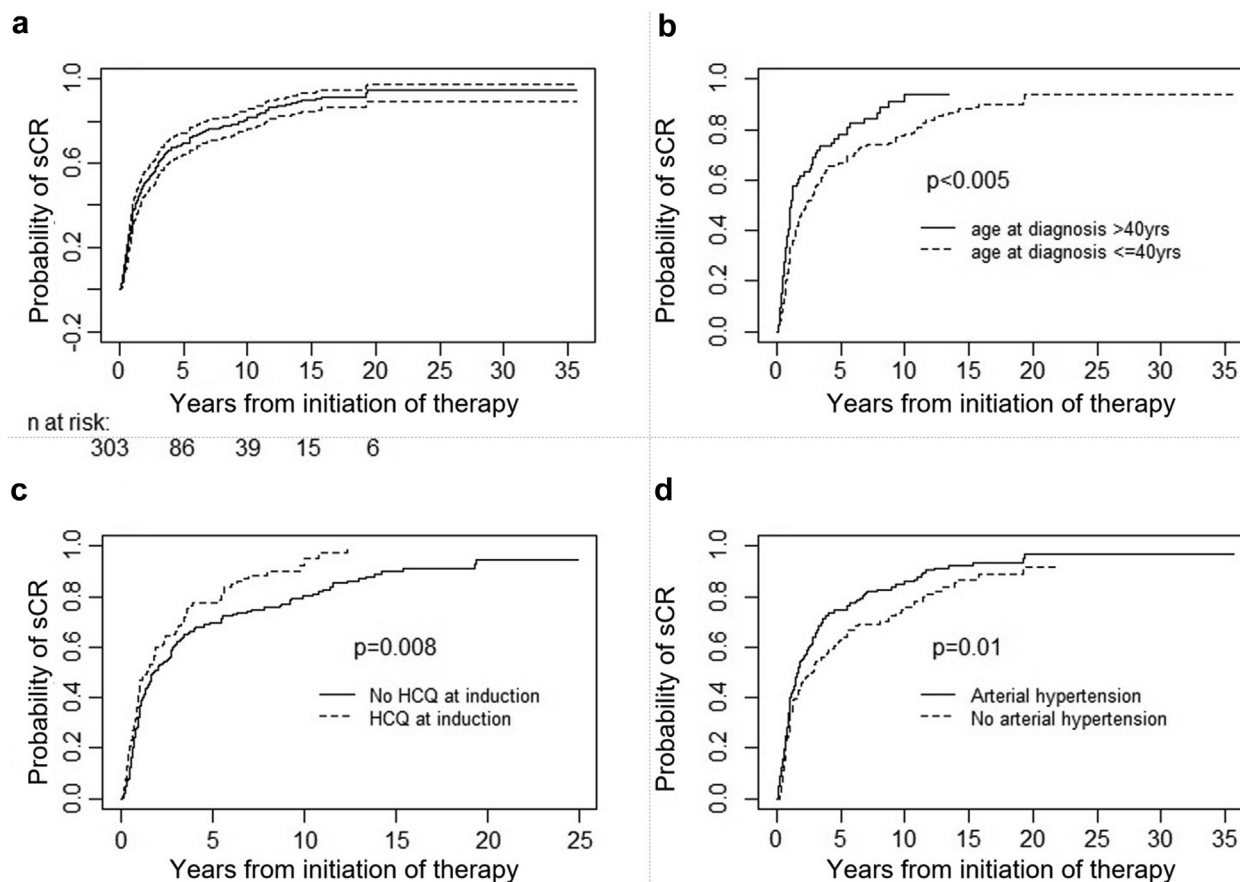 a
Probability of sCR
-0.2 0.2 0.6 1.0
0 5 10 15 20 25 30 35
Years from initiation of therapy
n at risk:
303 86 39 15 6
b
Probability of sCR
0.0 0.2 0.4 0.6 0.8 1.0
p<0.005
age at diagnosis >40yrs
age at diagnosis <=40yrs
0 5 10 15 20 25 30 35
Years from initiation of therapy
c
Probability of sCR
0.0 0.2 0.4 0.6 0.8 1.0
p=0.008
No HCQ at induction
HCQ at induction
0 5 10 15 20 25
Years from initiation of therapy
d
Probability of sCR
0.0 0.2 0.4 0.6 0.8 1.0
p=0.01
Arterial hypertension
No arterial hypertension
0 5 10 15 20 25 30 35
Years from initiation of therapy